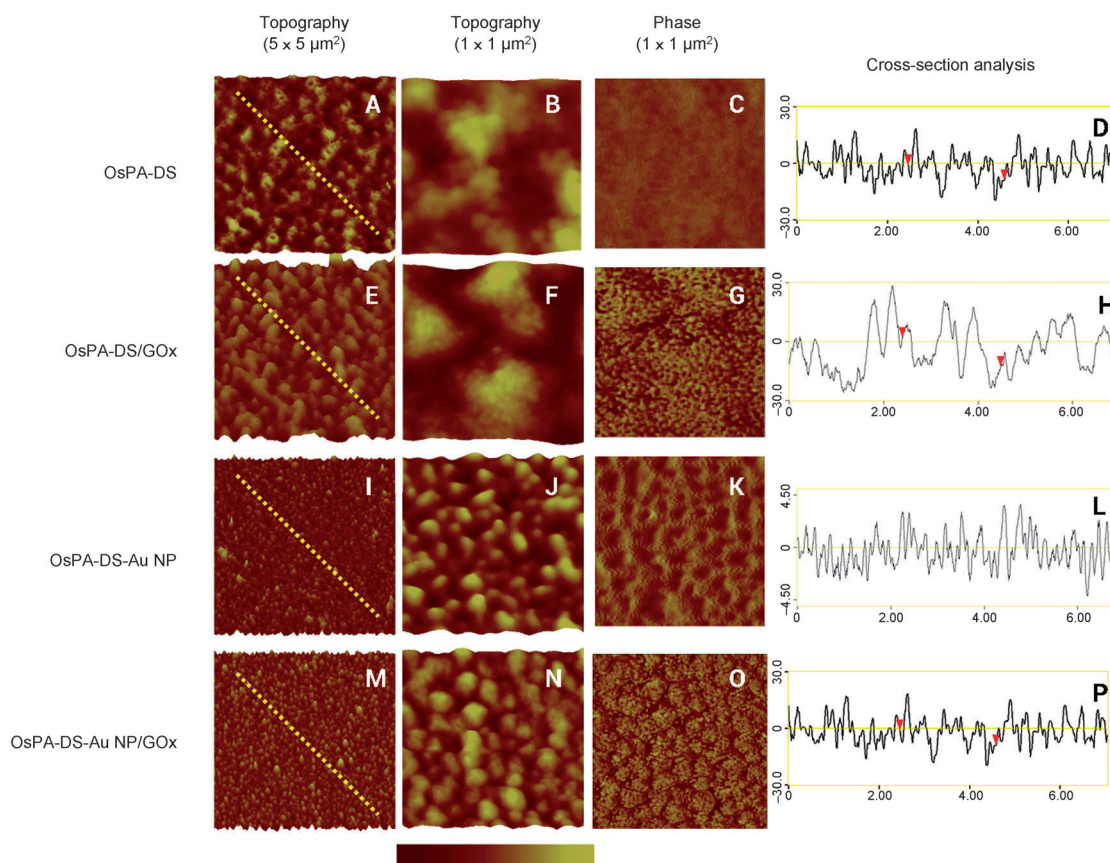 Topography
(5 x 5 µm²)
Topography
(1 x 1 µm²)
Phase
(1 x 1 µm²)
Cross-section analysis
OsPA-DS
A
B
C
D
30.0
0
−30.0
0
2.00
4.00
6.00
OsPA-DS/GOx
E
F
G
H
30.0
0
−30.0
0
2.00
4.00
6.00
OsPA-DS-Au NP
I
J
K
L
4.50
0
−4.50
0
2.00
4.00
6.00
OsPA-DS-Au NP/GOx
M
N
O
P
30.0
0
−30.0
0
2.00
4.00
6.00